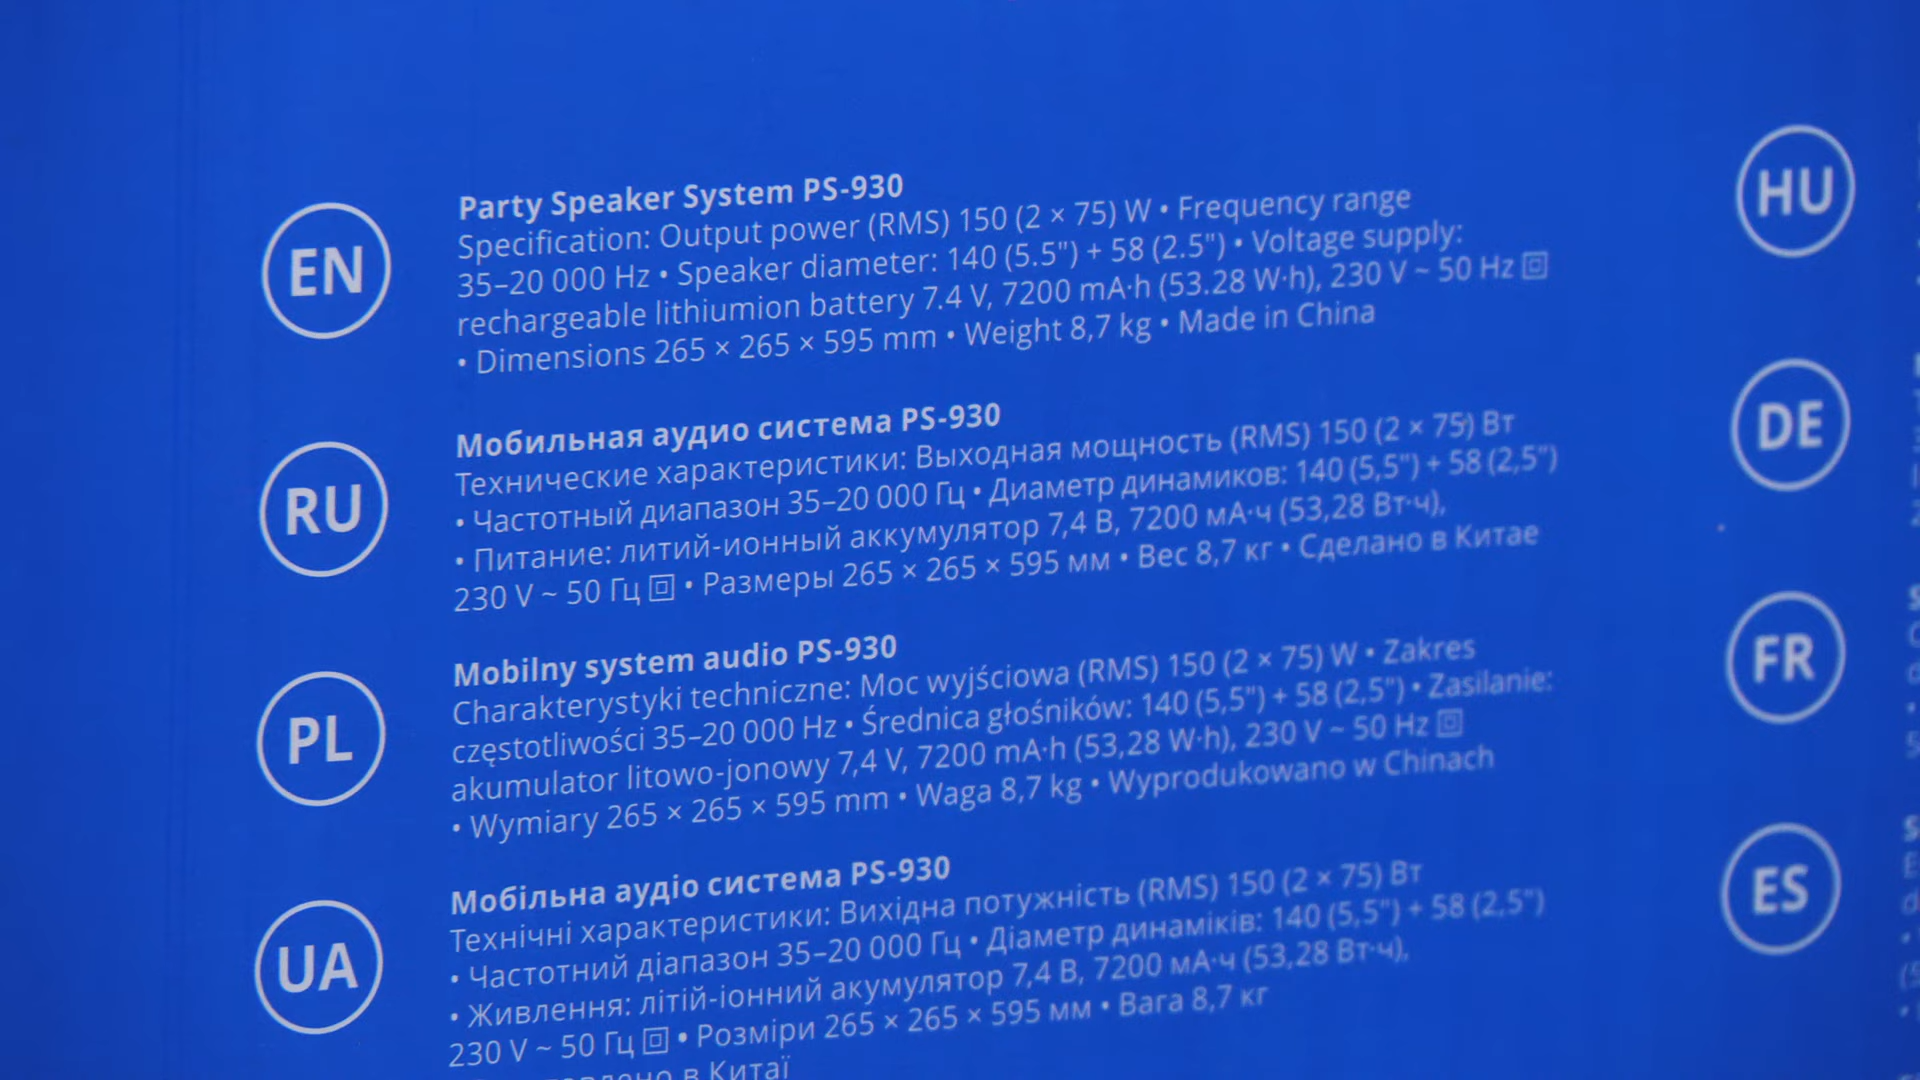 EN
Party Speaker System PS-930
Specification: Output power (RMS) 150 (2 × 75) W • Frequency range
35–20 000 Hz • Speaker diameter: 140 (5.5") + 58 (2.5") • Voltage supply:
rechargeable lithiumion battery 7.4 V, 7200 mA·h (53.28 W·h), 230 V ~ 50 Hz
• Dimensions 265 × 265 × 595 mm • Weight 8,7 kg • Made in China
RU
Мобильная аудио система PS-930
Технические характеристики: Выходная мощность (RMS) 150 (2 × 75) Вт
• Частотный диапазон 35–20 000 Гц • Диаметр динамиков: 140 (5,5") + 58 (2,5")
• Питание: литий-ионный аккумулятор 7,4 В, 7200 мА·ч (53,28 Вт·ч),
230 V ~ 50 Гц • Размеры 265 × 265 × 595 мм • Вес 8,7 кг • Сделано в Китае
PL
Mobilny system audio PS-930
Charakterystyki techniczne: Moc wyjściowa (RMS) 150 (2 × 75) W • Zakres
częstotliwości 35–20 000 Hz • Średnica głośników: 140 (5,5") + 58 (2,5") • Zasilanie:
akumulator litowo-jonowy 7,4 V, 7200 mA·h (53,28 W·h), 230 V ~ 50 Hz
• Wymiary 265 × 265 × 595 mm • Waga 8,7 kg • Wyprodukowano w Chinach
UA
Мобільна аудіо система PS-930
Технічні характеристики: Вихідна потужність (RMS) 150 (2 × 75) Вт
• Частотний діапазон 35–20 000 Гц • Діаметр динаміків: 140 (5,5") + 58 (2,5")
• Живлення: літій-іонний акумулятор 7,4 В, 7200 мА·ч (53,28 Вт·ч),
230 V ~ 50 Гц • Розміри 265 × 265 × 595 мм • Вага 8,7 кг
в Китаї
HU
DE
FR
ES